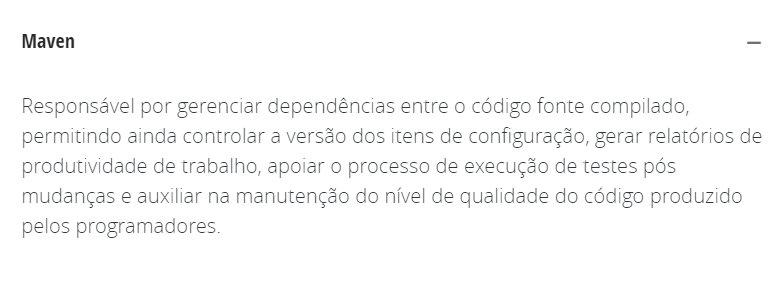 Maven
Responsável por gerenciar dependências entre o código fonte compilado,
permitindo ainda controlar a versão dos itens de configuração, gerar relatórios de
produtividade de trabalho, apoiar o processo de execução de testes pós
mudanças e auxiliar na manutenção do nível de qualidade do código produzido
pelos programadores.